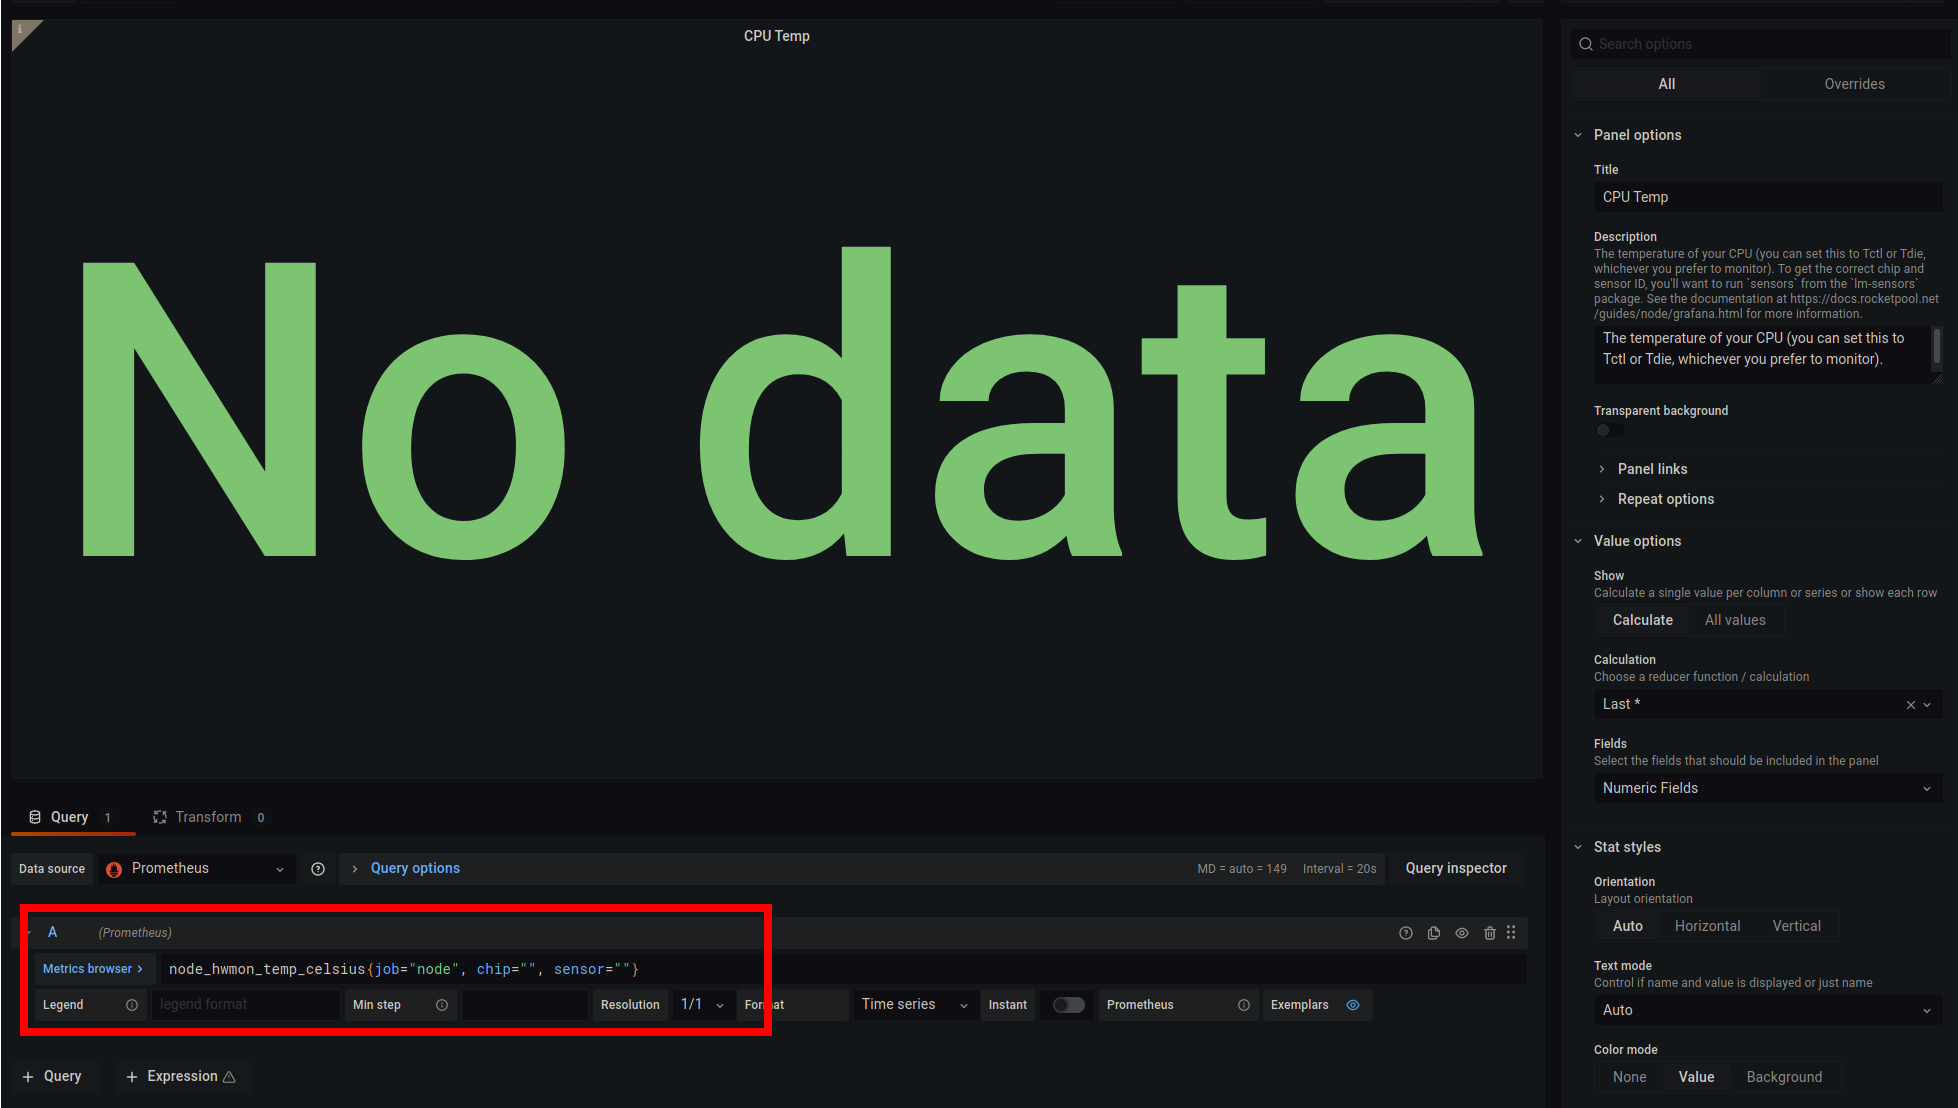 CPU Temp
No data
Query 1
Transform 0
Data source
Prometheus
Query options
MD = auto = 149
Interval = 20s
Query inspector
A
(Prometheus)
Metrics browser
node_hwmon_temp_celsius{job="node", chip="", sensor=""}
Legend
legend format
Min step
Resolution
1/1
Format
Time series
Instant
Prometheus
Exemplars
+ Query
+ Expression
Search options
All
Overrides
Panel options
Title
CPU Temp
Description
The temperature of your CPU (you can set this to Tctl or Tdie,
whichever you prefer to monitor). To get the correct chip and
sensor ID, you'll want to run `sensors` from the `lm-sensors`
package. See the documentation at https://docs.rocketpool.net
/guides/node/grafana.html for more information.
The temperature of your CPU (you can set this to
Tctl or Tdie, whichever you prefer to monitor).
Transparent background
Panel links
Repeat options
Value options
Show
Calculate a single value per column or series or show each row
Calculate
All values
Calculation
Choose a reducer function / calculation
Last *
Fields
Select the fields that should be included in the panel
Numeric Fields
Stat styles
Orientation
Layout orientation
Auto
Horizontal
Vertical
Text mode
Control if name and value is displayed or just name
Auto
Color mode
None
Value
Background